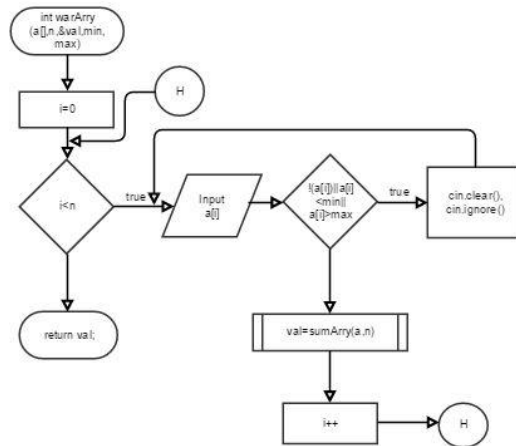 int warArry
(a[],n,&val,min,
max)
i=0
H
i<n
true
Input
a[i]
!(a[i])||a[i]
<min||
a[i]>max
true
cin.clear(),
cin.ignore()
return val;
val=sumArry(a,n)
i++
H